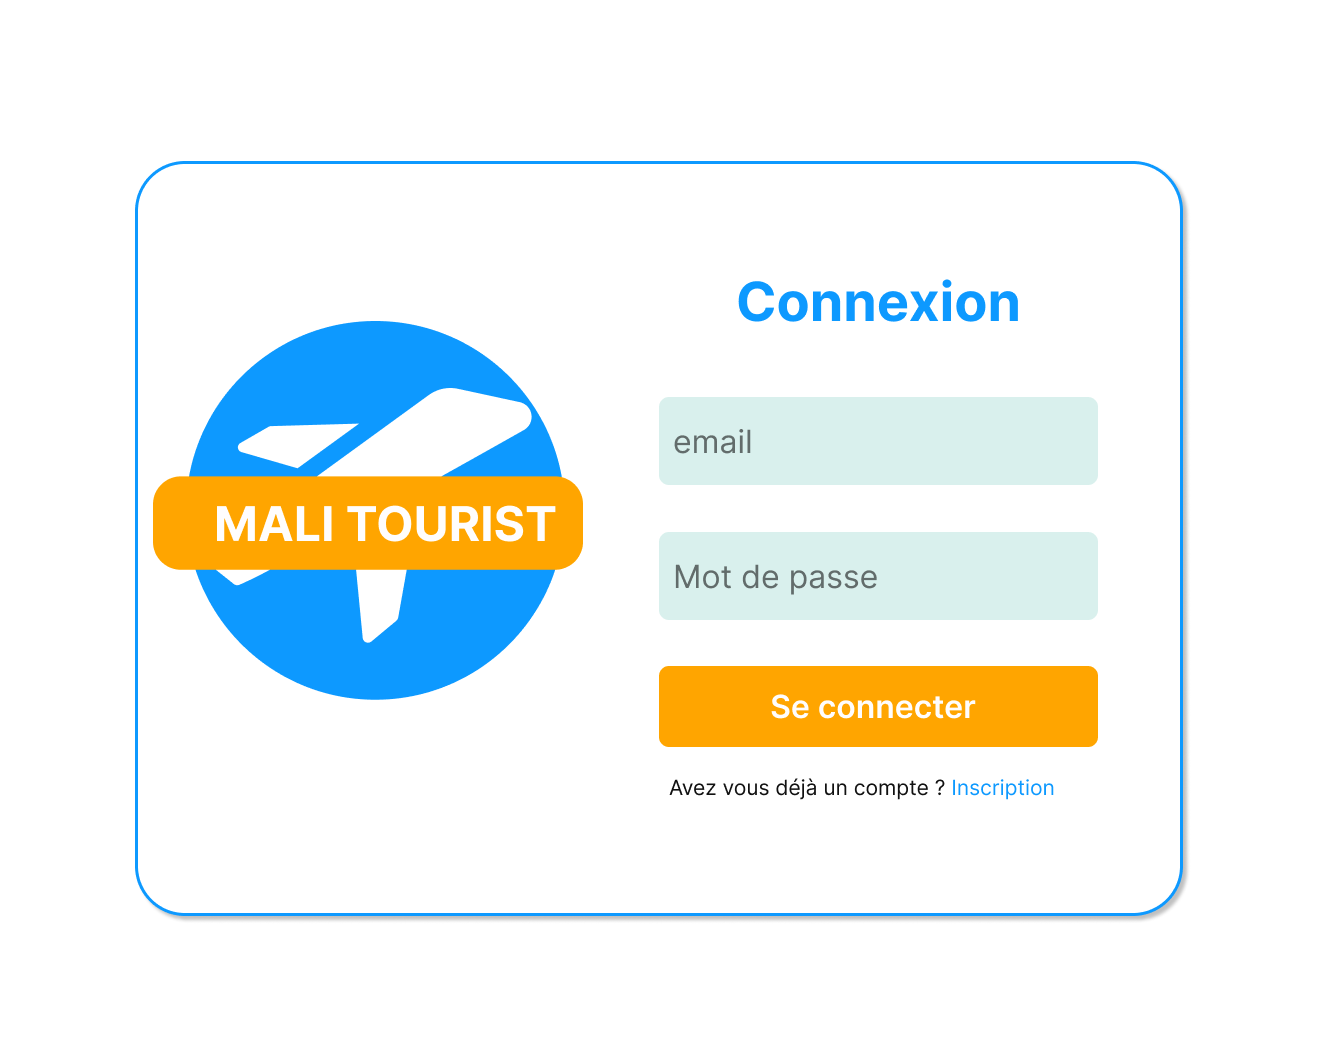 Connexion
MALI TOURIST
email
Mot de passe
Se connecter
Avez vous déjà un compte ? Inscription